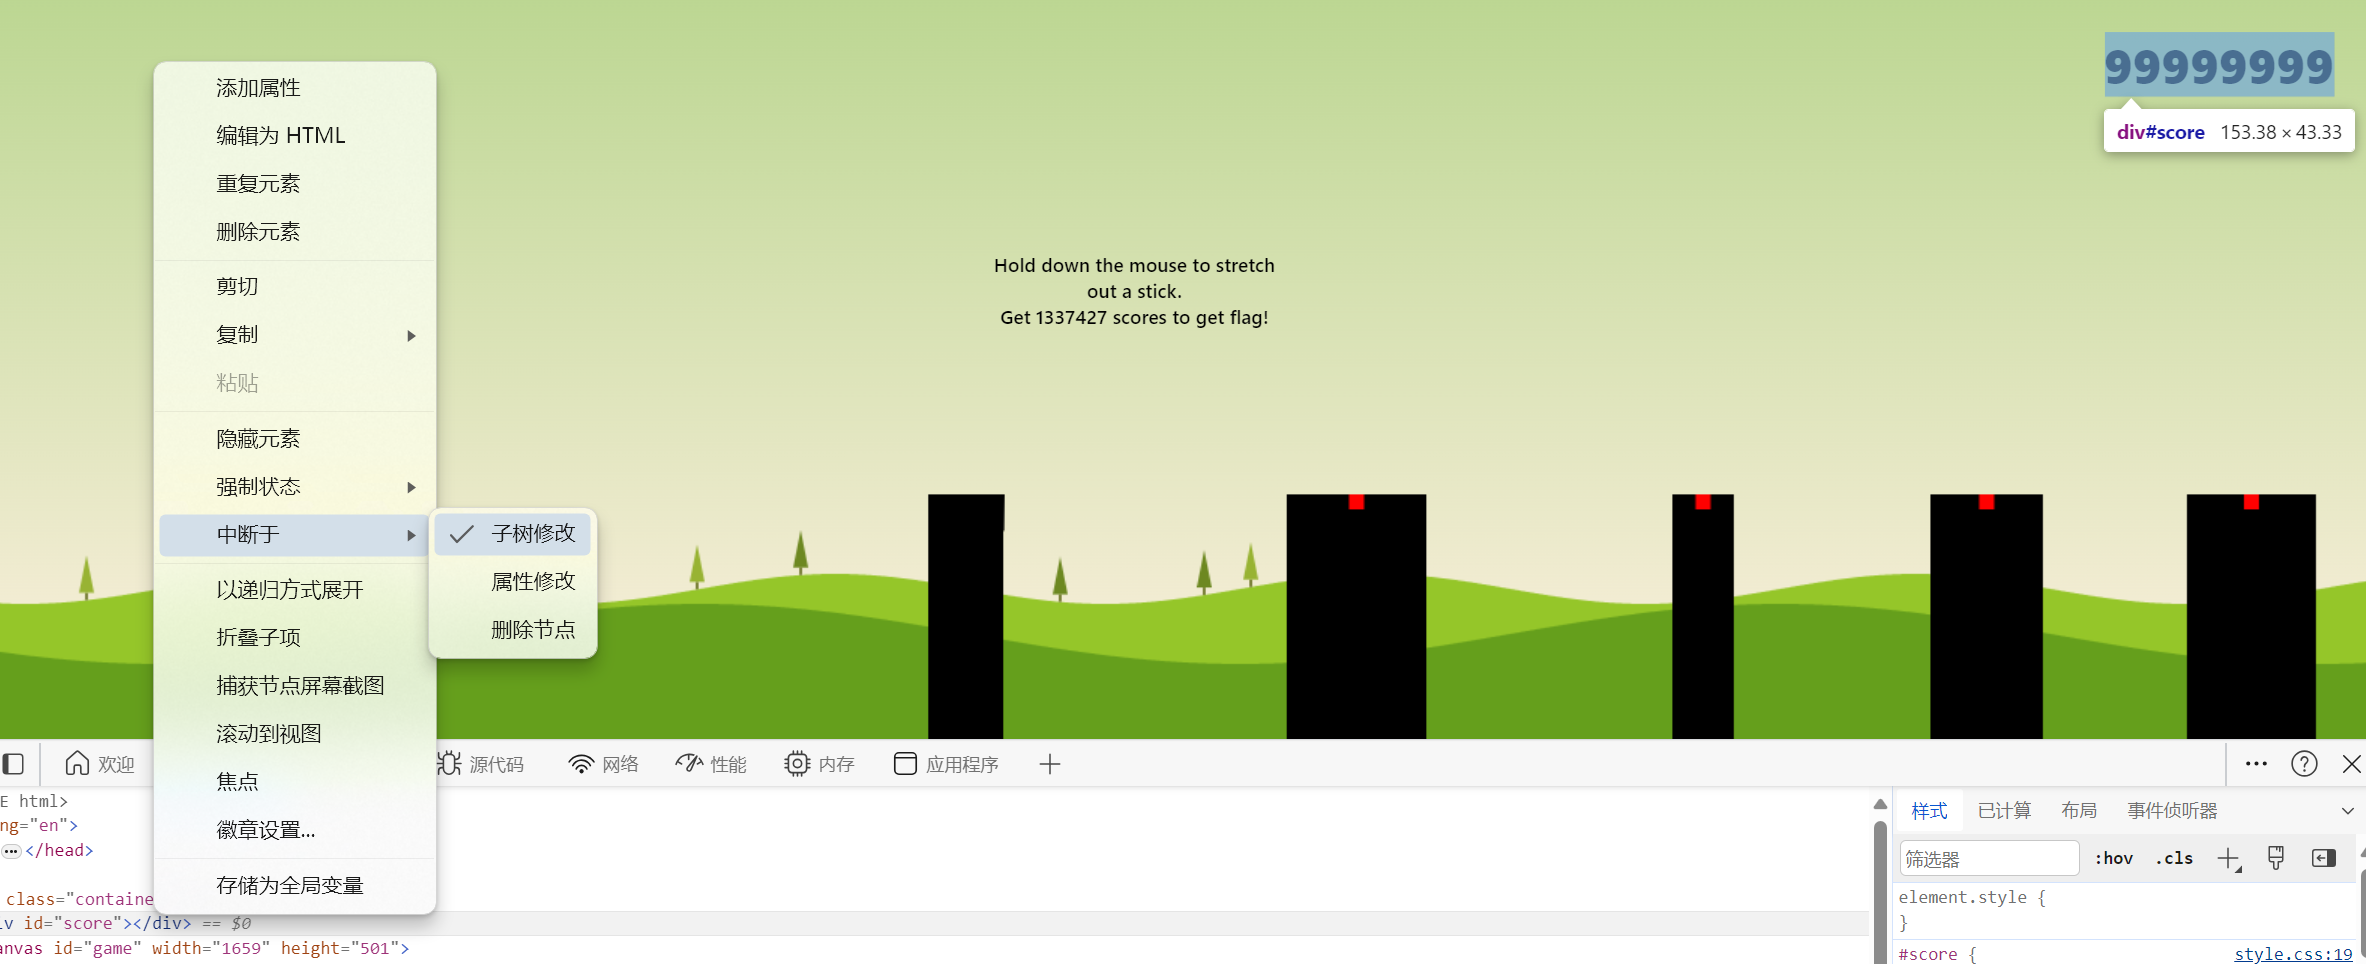 99999999
div#score 153.38 × 43.33
Hold down the mouse to stretch
out a stick.
Get 1337427 scores to get flag!
添加属性
编辑为 HTML
重复元素
删除元素
剪切
复制
粘贴
隐藏元素
强制状态
中断于
子树修改
属性修改
删除节点
以递归方式展开
折叠子项
捕获节点屏幕截图
滚动到视图
焦点
徽章设置...
存储为全局变量
欢迎
源代码
网络
性能
内存
应用程序
E html>
ng="en">
</head>
class="containe
iv id="score"></div> == $0
anvas id="game" width="1659" height="501">
样式 已计算 布局 事件侦听器
筛选器 :hov .cls
element.style {
}
#score { style.css:19